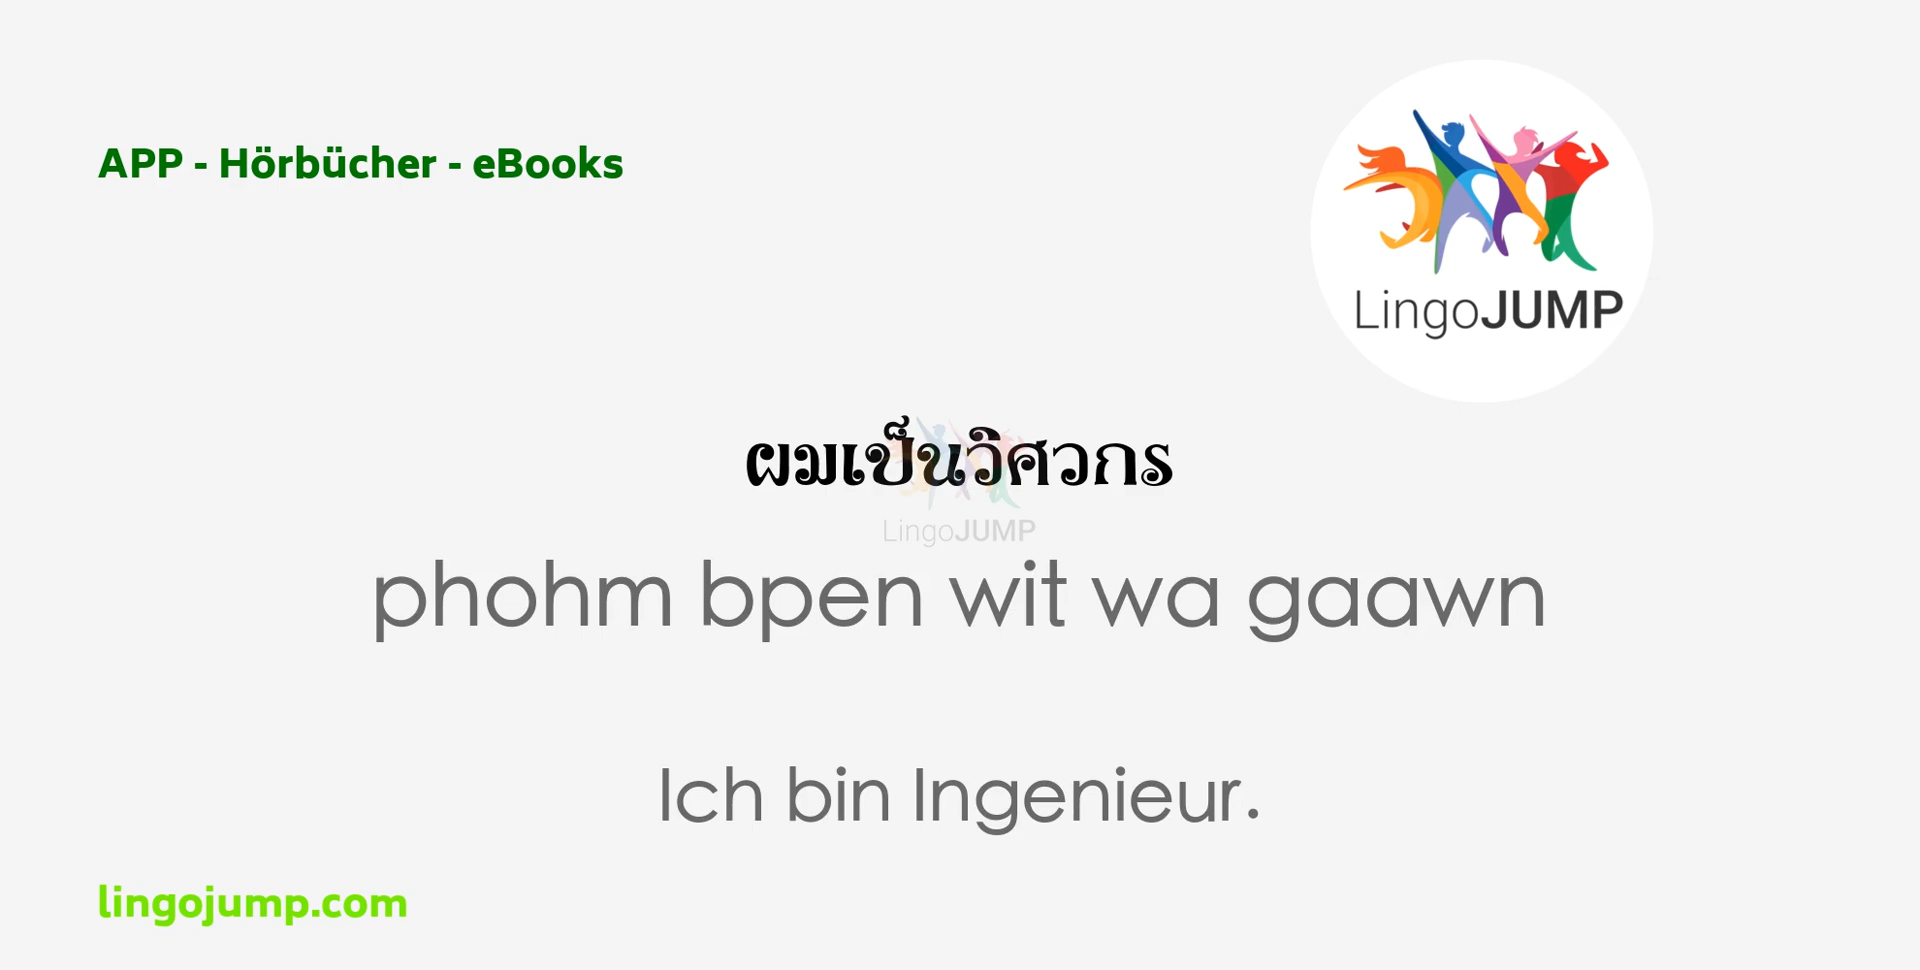 APP - Hörbücher - eBooks
LingoJUMP
ผมเป็นวิศวกร
LingoJUMP
phohm bpen wit wa gaawn
Ich bin Ingenieur.
lingojump.com